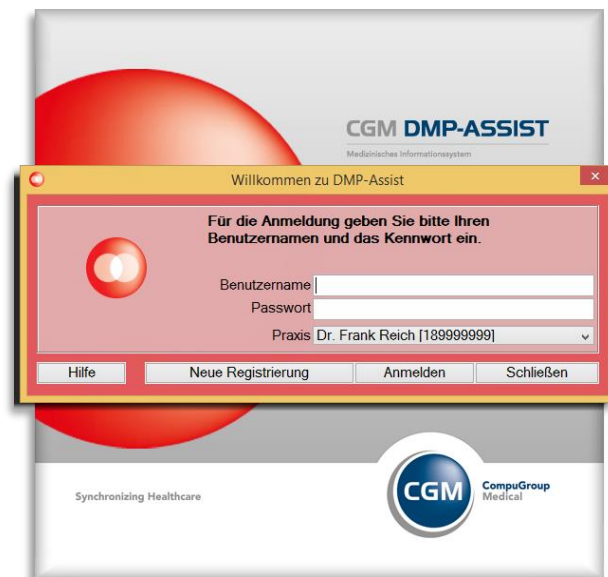 CGM DMP-ASSIST
Medizinisches Informationssystem
Willkommen zu DMP-Assist
Für die Anmeldung geben Sie bitte Ihren
Benutzernamen und das Kennwort ein.
Benutzername
Passwort
Praxis Dr. Frank Reich [189999999]
Hilfe Neue Registrierung Anmelden Schließen
Synchronizing Healthcare
CGM CompuGroup
Medical